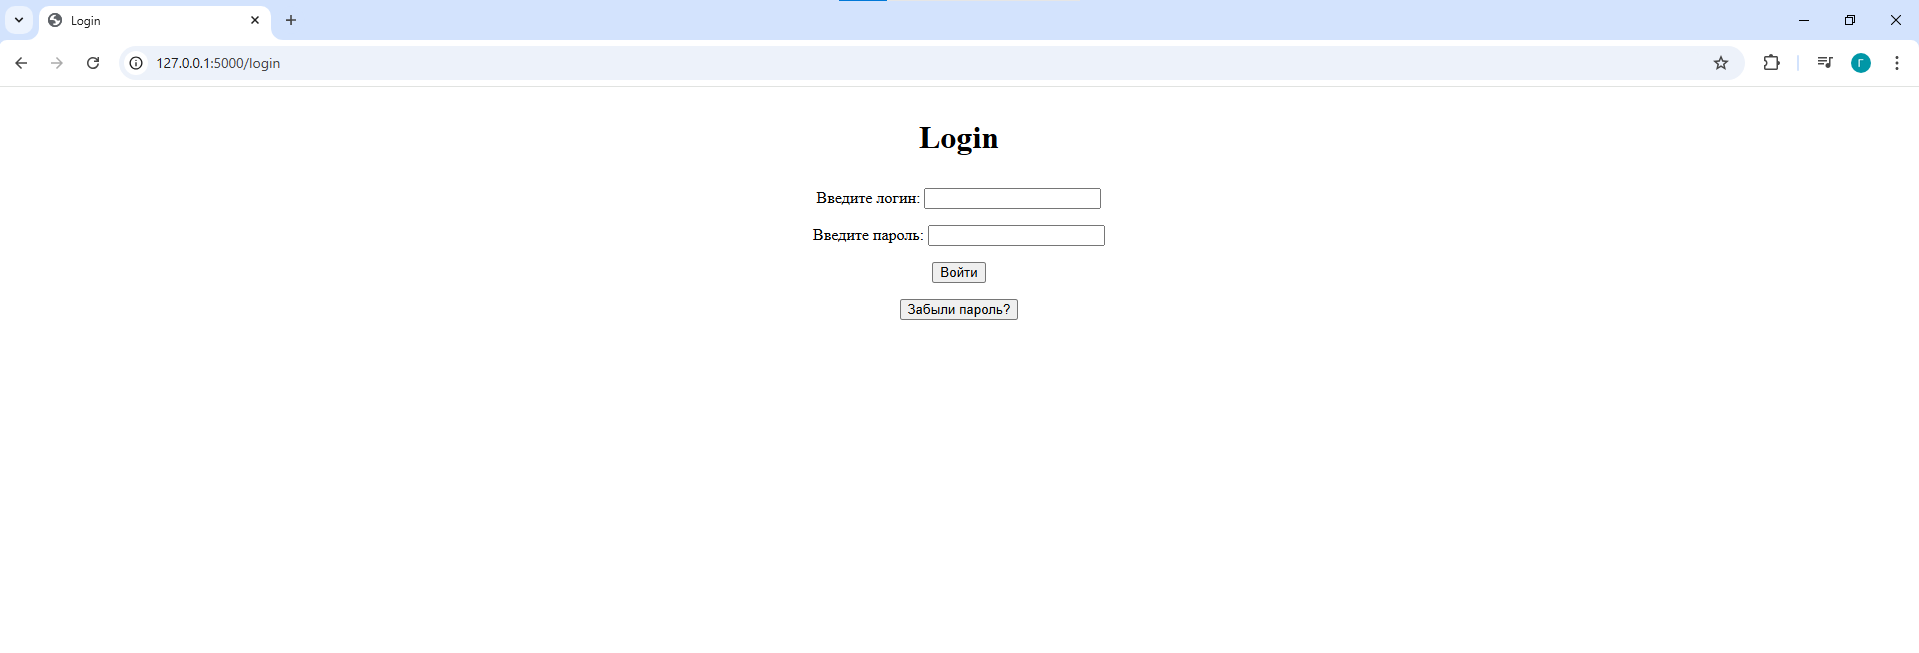 Login
127.0.0.1:5000/login
г
Login
Введите логин:
Введите пароль:
Войти
Забыли пароль?